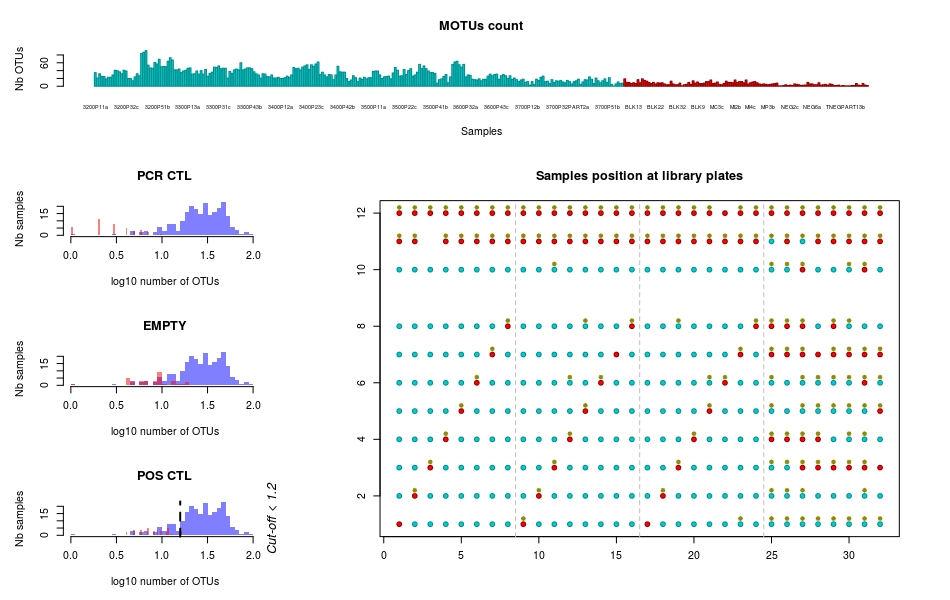 MOTUs count
Nb OTUs
0 60
3200P11a 3200P32c 3200P51b 3300P13a 3300P31c 3300P43b 3400P12a 3400P23c 3400P42b 3500P11a 3500P22c 3500P41b 3600P32a 3600P43c 3700P12b 3700P32PART2a 3700P51b BLK13 BLK22 BLK32 BLK9 MC3c MI2b MI4c MP3b NEG2c NEG6a TNEGPART13b
Samples
PCR CTL
Nb samples
0 15
0.0 0.5 1.0 1.5 2.0
log10 number of OTUs
EMPTY
Nb samples
0 15
0.0 0.5 1.0 1.5 2.0
log10 number of OTUs
POS CTL
Nb samples
0 15
0.0 0.5 1.0 1.5 2.0
log10 number of OTUs
Cut-off < 1.2
Samples position at library plates
12
10
8
6
4
2
0 5 10 15 20 25 30